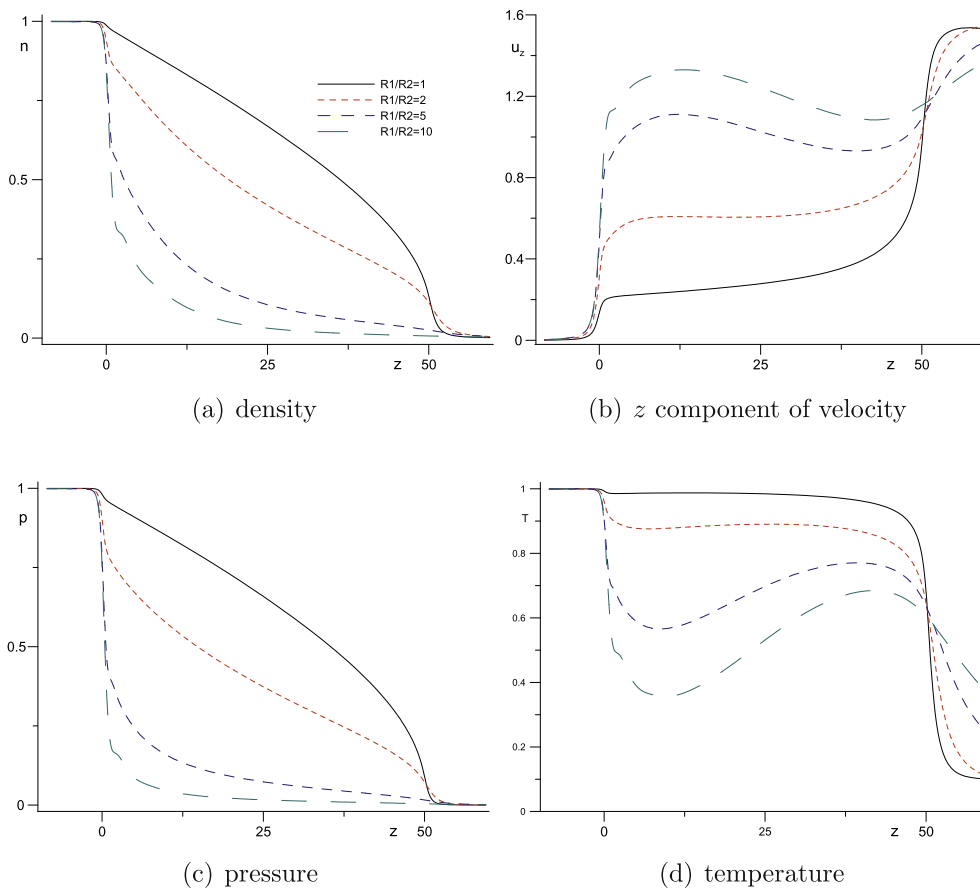 1
n
0.5
0
0
25
z
50
R1/R2=1
R1/R2=2
R1/R2=5
R1/R2=10
(a) density
1.6
uz
1.2
0.8
0.4
0
0
25
z
50
(b) z component of velocity
1
p
0.5
0
0
25
z
50
(c) pressure
1
T
0.8
0.6
0.4
0.2
0
0
25
z
50
(d) temperature